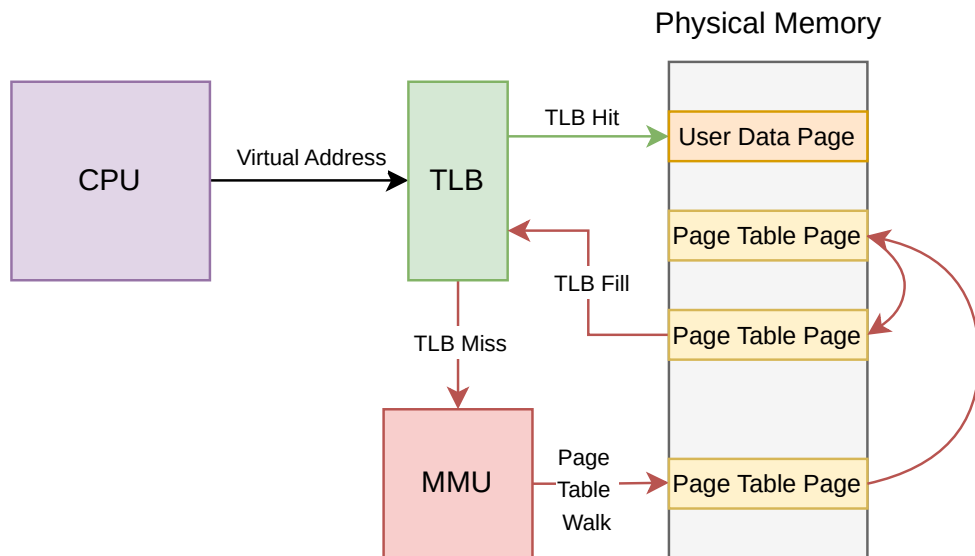 Physical Memory
CPU
Virtual Address
TLB
TLB Hit
User Data Page
Page Table Page
TLB Fill
Page Table Page
TLB Miss
MMU
Page
Table
Walk
Page Table Page